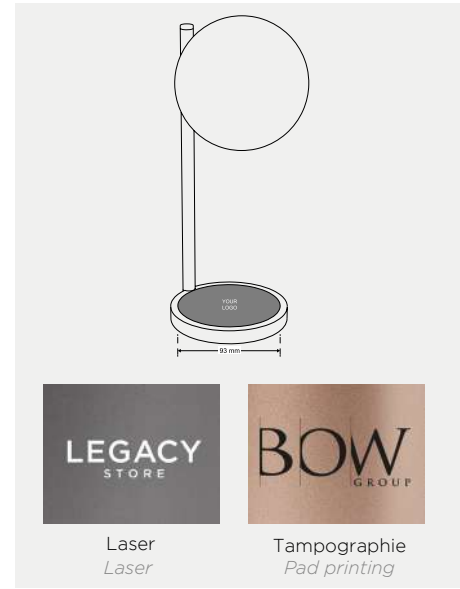 YOUR
LOGO
93 mm
LEGACY
STORE
BOW
GROUP
Laser
Laser
Tampographie
Pad printing